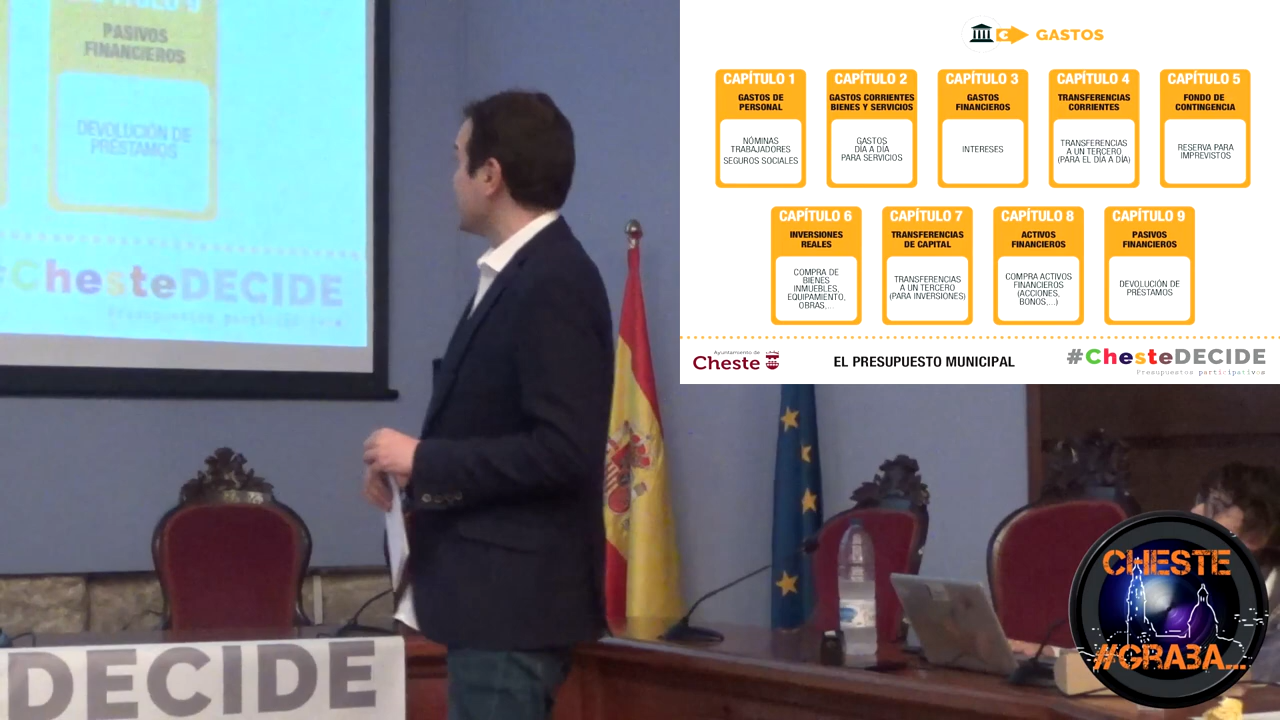 PASIVOS
FINANCIEROS
DEVOLUCIÓN DE
PRÉSTAMOS
#ChesteDECIDE
DECIDE
GASTOS
CAPÍTULO 1
GASTOS DE
PERSONAL
NÓMINAS
TRABAJADORES
SEGUROS SOCIALES
CAPÍTULO 2
GASTOS CORRIENTES
BIENES Y SERVICIOS
GASTOS
DÍA A DÍA
PARA SERVICIOS
CAPÍTULO 3
GASTOS
FINANCIEROS
INTERESES
CAPÍTULO 4
TRANSFERENCIAS
CORRIENTES
TRANSFERENCIAS
A UN TERCERO
(PARA EL DÍA A DÍA)
CAPÍTULO 5
FONDO DE
CONTINGENCIA
RESERVA PARA
IMPREVISTOS
CAPÍTULO 6
INVERSIONES
REALES
COMPRA DE
BIENES
INMUEBLES,
EQUIPAMIENTO,
OBRAS,...
CAPÍTULO 7
TRANSFERENCIAS
DE CAPITAL
TRANSFERENCIAS
A UN TERCERO
(PARA INVERSIONES)
CAPÍTULO 8
ACTIVOS
FINANCIEROS
COMPRA ACTIVOS
FINANCIEROS
(ACCIONES,
BONOS,...)
CAPÍTULO 9
PASIVOS
FINANCIEROS
DEVOLUCIÓN DE
PRÉSTAMOS
Ayuntamiento de
Cheste
EL PRESUPUESTO MUNICIPAL
#ChesteDECIDE
Presupuestos participativos
CHESTE
#GRABA...